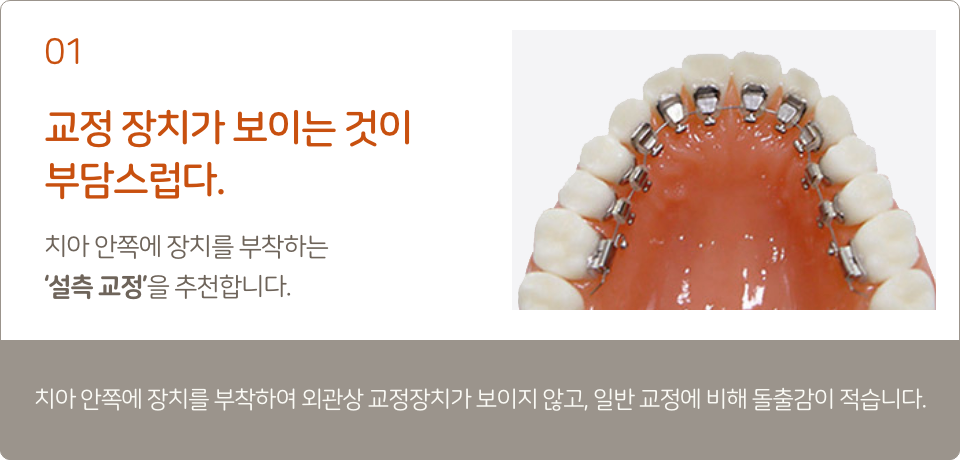 01
교정 장치가 보이는 것이
부담스럽다.
치아 안쪽에 장치를 부착하는
‘설측 교정’을 추천합니다.
치아 안쪽에 장치를 부착하여 외관상 교정장치가 보이지 않고, 일반 교정에 비해 돌출감이 적습니다.